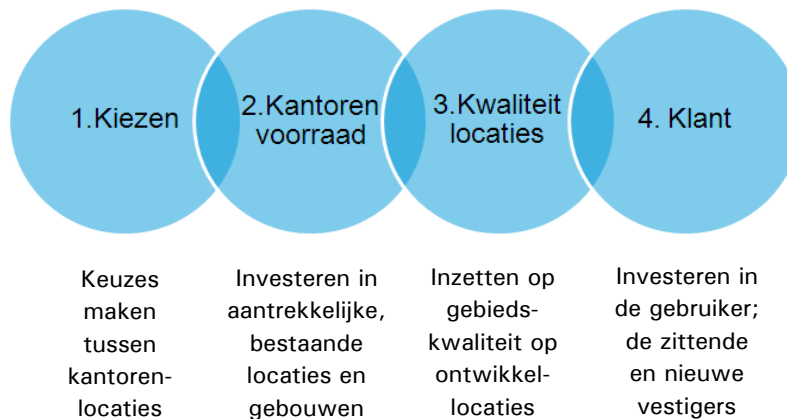 1.Kiezen
2.Kantoren
voorraad
3.Kwaliteit
locaties
4. Klant
Keuzes
maken
tussen
kantoren-
locaties
Investeren in
aantrekkelijke,
bestaande
locaties en
gebouwen
Inzetten op
gebieds-
kwaliteit op
ontwikkel-
locaties
Investeren in
de gebruiker;
de zittende
en nieuwe
vestigers